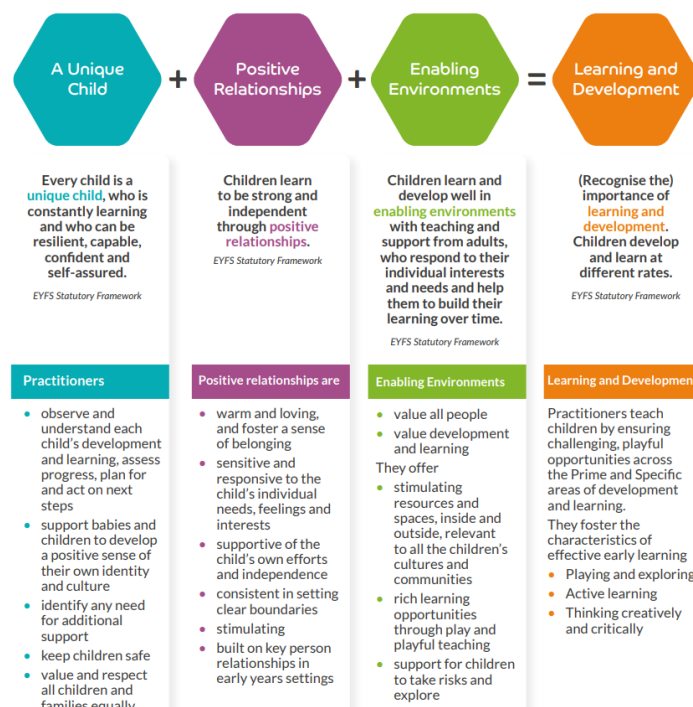 A Unique
Child
+
Positive
Relationships
+
Enabling
Environments
=
Learning and
Development
Every child is a
unique child, who is
constantly learning
and who can be
resilient, capable,
confident and
self-assured.
EYFS Statutory Framework
Children learn
to be strong and
independent
through positive
relationships.
EYFS Statutory Framework
Children learn and
develop well in
enabling environments
with teaching and
support from adults,
who respond to their
individual interests
and needs and help
them to build their
learning over time.
EYFS Statutory Framework
(Recognise the)
importance of
learning and
development.
Children develop
and learn at
different rates.
EYFS Statutory Framework
Practitioners
• observe and
understand each
child's development
and learning, assess
progress, plan for
and act on next
steps
• support babies and
children to develop
a positive sense of
their own identity
and culture
• identify any need
for additional
support
• keep children safe
• value and respect
all children and
families equally
Positive relationships are
• warm and loving,
and foster a sense
of belonging
• sensitive and
responsive to the
child's individual
needs, feelings and
interests
• supportive of the
child's own efforts
and independence
• consistent in setting
clear boundaries
• stimulating
• built on key person
relationships in
early years settings
Enabling Environments
• value all people
• value development
and learning
They offer
• stimulating
resources and
spaces, inside and
outside, relevant
to all the children's
cultures and
communities
• rich learning
opportunities
through play and
playful teaching
• support for children
to take risks and
explore
Learning and Developmen
Practitioners teach
children by ensuring
challenging, playful
opportunities across
the Prime and Specific
areas of development
and learning.
They foster the
characteristics of
effective early learning
• Playing and exploring
• Active learning
• Thinking creatively
and critically